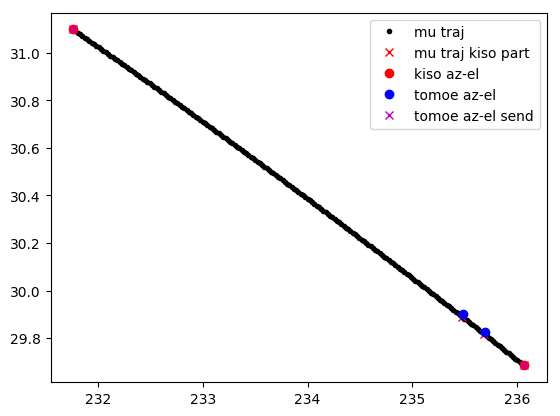 mu traj
mu traj kiso part
kiso az-el
tomoe az-el
tomoe az-el send
31.0
30.8
30.6
30.4
30.2
30.0
29.8
232
233
234
235
236